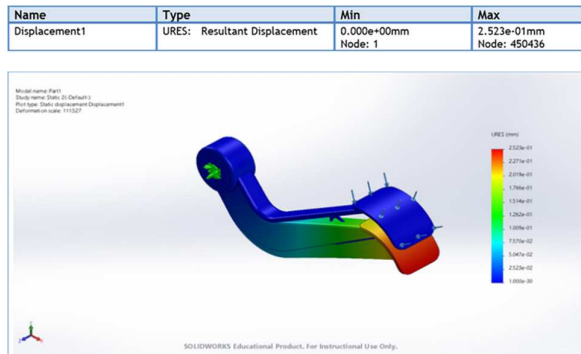 Name Type Min Max
Displacement1 URES: Resultant Displacement 0.000e+00mm 2.523e-01mm
Node: 1 Node: 450436
Model name: Part1
Study name: Static 2(-Default-)
Plot type: Static displacement Displacement1
Deformation scale: 111.527
URES (mm)
2.523e-01
2.271e-01
2.019e-01
1.766e-01
1.514e-01
1.262e-01
1.009e-01
7.570e-02
5.047e-02
2.523e-02
1.000e-30
SOLIDWORKS Educational Product. For Instructional Use Only.